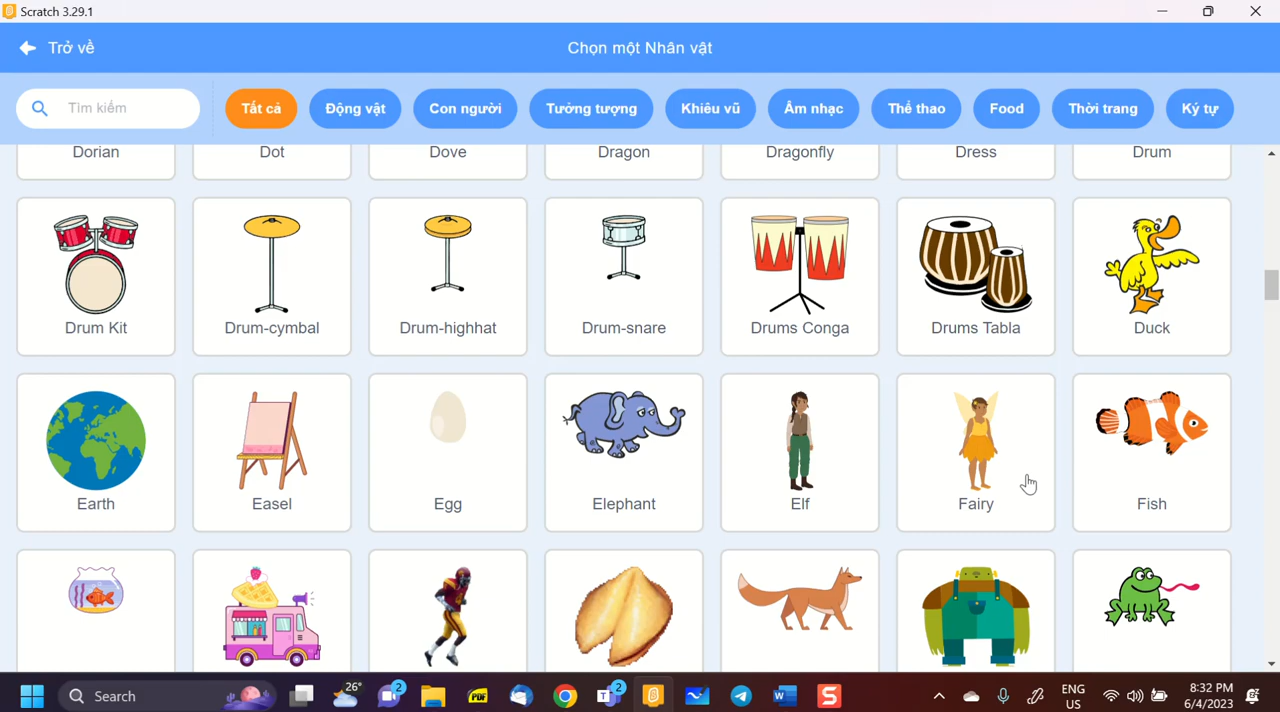 Scratch 3.29.1
Trở về
Chọn một Nhân vật
Tìm kiếm
Tất cả
Động vật
Con người
Tưởng tượng
Khiêu vũ
Âm nhạc
Thể thao
Food
Thời trang
Ký tự
Dorian
Dot
Dove
Dragon
Dragonfly
Dress
Drum
Drum Kit
Drum-cymbal
Drum-highhat
Drum-snare
Drums Conga
Drums Tabla
Duck
Earth
Easel
Egg
Elephant
Elf
Fairy
Fish
Search
26°
2
PDF
2
ENG
US
8:32 PM
6/4/2023